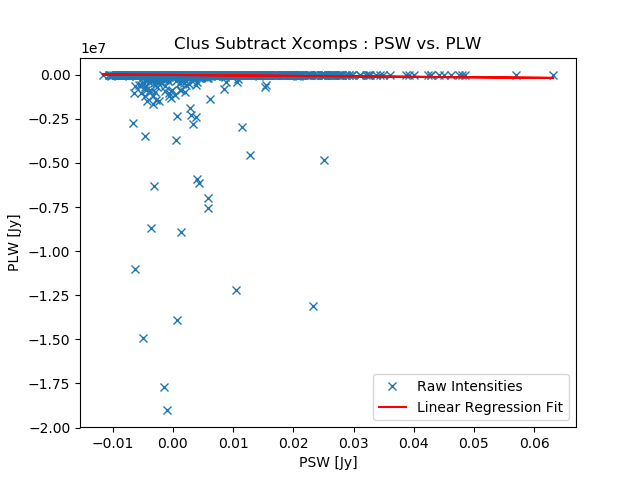 Clus Subtract Xcomps : PSW vs. PLW
1e7
0.00
−0.25
−0.50
−0.75
−1.00
−1.25
−1.50
−1.75
−2.00
PLW [Jy]
Raw Intensities
Linear Regression Fit
−0.01 0.00 0.01 0.02 0.03 0.04 0.05 0.06
PSW [Jy]